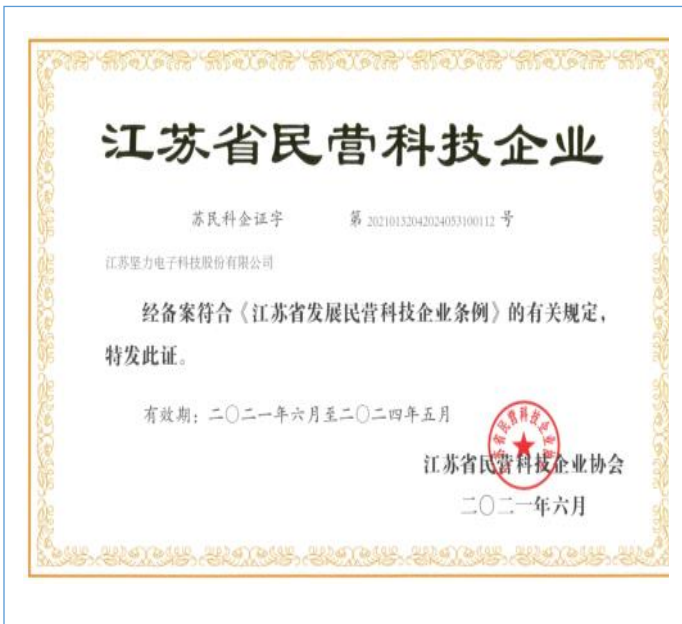 江苏省民营科技企业
苏民科企证字 第 20210132042024053100112 号
江苏坚力电子科技股份有限公司
经备案符合《江苏省发展民营科技企业条例》的有关规定，
特发此证。
有效期：二〇二一年六月至二〇二四年五月
江苏省民营科技企业协会
二〇二一年六月